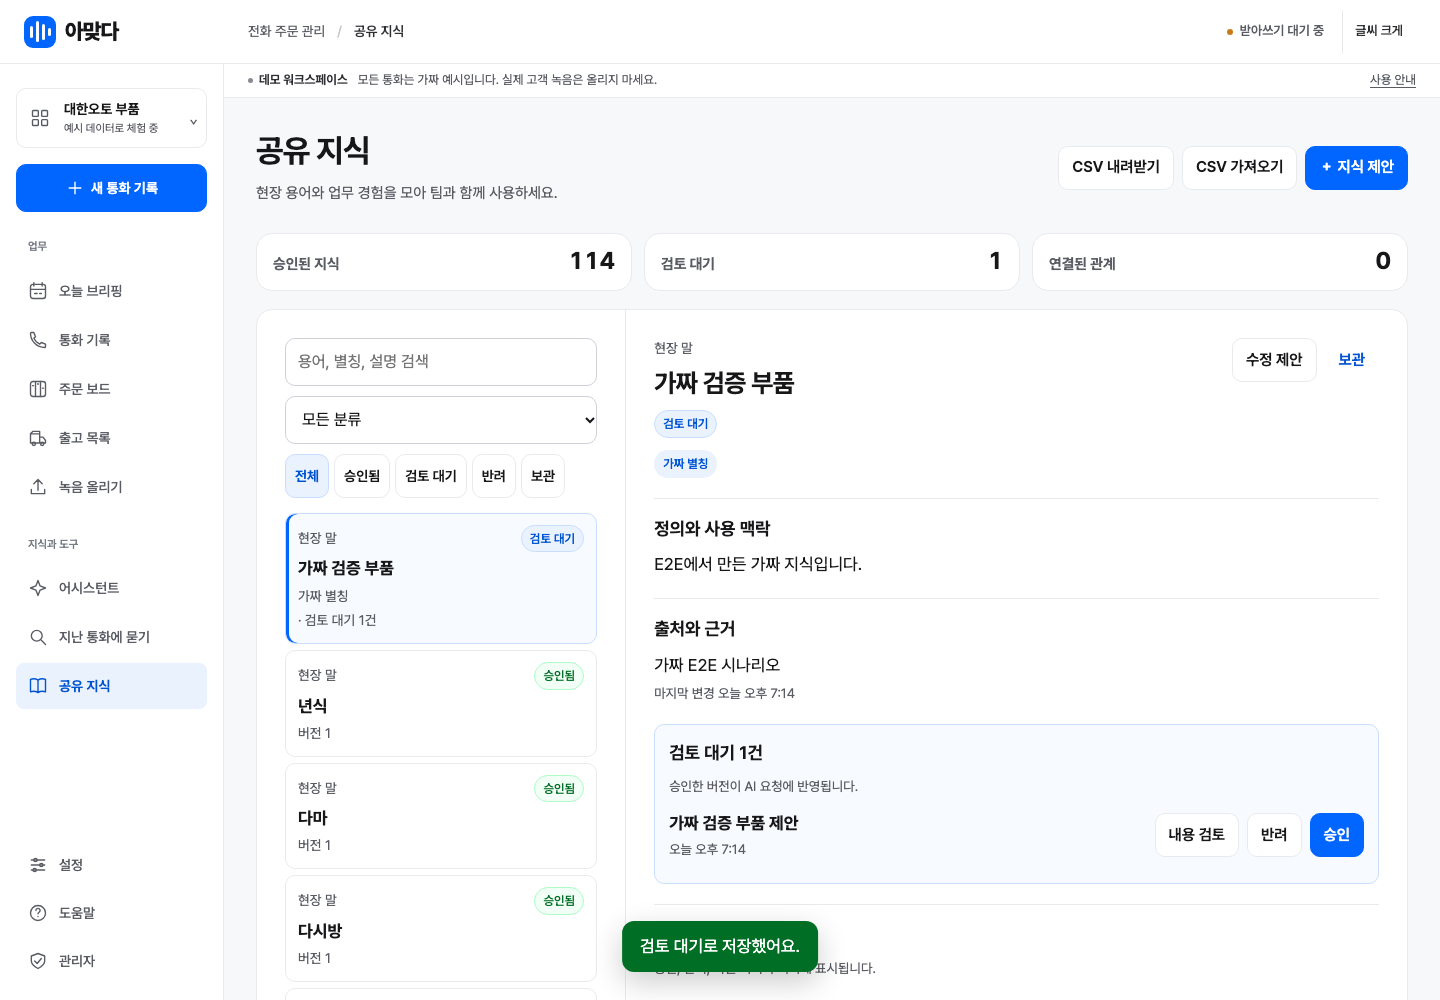 아맞다
전화 주문 관리 / 공유 지식
받아쓰기 대기 중
글씨 크게
데모 워크스페이스 모든 통화는 가짜 예시입니다. 실제 고객 녹음은 올리지 마세요.
사용 안내
대한오토 부품
예시 데이터로 체험 중
+ 새 통화 기록
업무
오늘 브리핑
통화 기록
주문 보드
출고 목록
녹음 올리기
지식과 도구
어시스턴트
지난 통화에 묻기
공유 지식
설정
도움말
관리자
공유 지식
현장 용어와 업무 경험을 모아 팀과 함께 사용하세요.
CSV 내려받기
CSV 가져오기
+ 지식 제안
승인된 지식 114
검토 대기 1
연결된 관계 0
용어, 별칭, 설명 검색
모든 분류
전체
승인됨
검토 대기
반려
보관
현장 말 검토 대기
가짜 검증 부품
가짜 별칭
· 검토 대기 1건
현장 말 승인됨
년식
버전 1
현장 말 승인됨
다마
버전 1
현장 말 승인됨
다시방
버전 1
현장 말
가짜 검증 부품
검토 대기
가짜 별칭
수정 제안
보관
정의와 사용 맥락
E2E에서 만든 가짜 지식입니다.
출처와 근거
가짜 E2E 시나리오
마지막 변경 오늘 오후 7:14
검토 대기 1건
승인한 버전이 AI 요청에 반영됩니다.
가짜 검증 부품 제안
오늘 오후 7:14
내용 검토
반려
승인
검토 대기로 저장했어요.
표시됩니다.